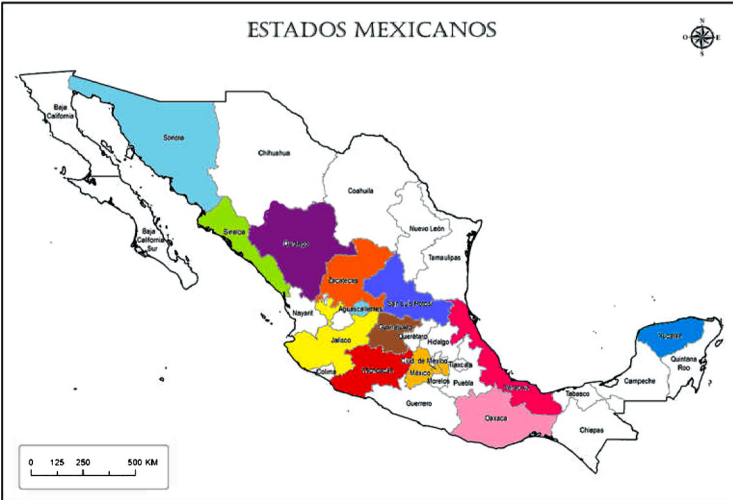 ESTADOS MEXICANOS
N
O
E
S
Baja
California
Sonora
Chihuahua
Coahuila
Baja
California
Sur
Sinaloa
Durango
Nuevo León
Tamaulipas
Zacatecas
San Luis Potosí
Nayarit
Aguascalientes
Jalisco
Guanajuato
Querétaro
Hidalgo
Colima
Michoacán
Ciud. de México
México
Tlaxcala
Morelos
Puebla
Veracruz
Guerrero
Oaxaca
Tabasco
Chiapas
Campeche
Yucatán
Quintana
Roo
0 125 250 500 KM